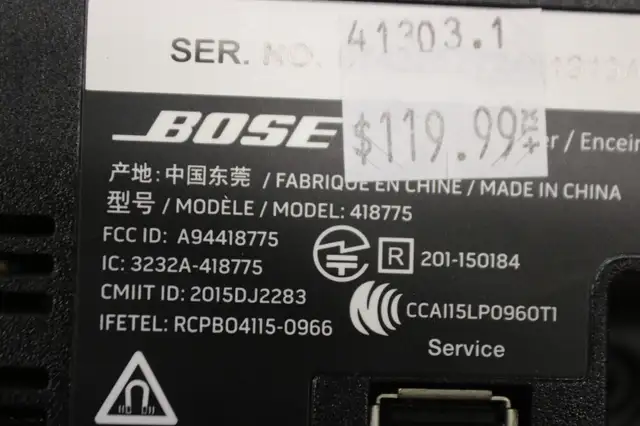 SER. NO.
41303.1
BOSE
$119.99
er / Encein
产地: 中国东莞 / FABRIQUÉ EN CHINE / MADE IN CHINA
型号 / MODÈLE / MODEL: 418775
FCC ID: A94418775
R 201-150184
IC: 3232A-418775
CMIIT ID: 2015DJ2283
CCAI15LP0960T1
IFETEL: RCPBO4115-0966
Service